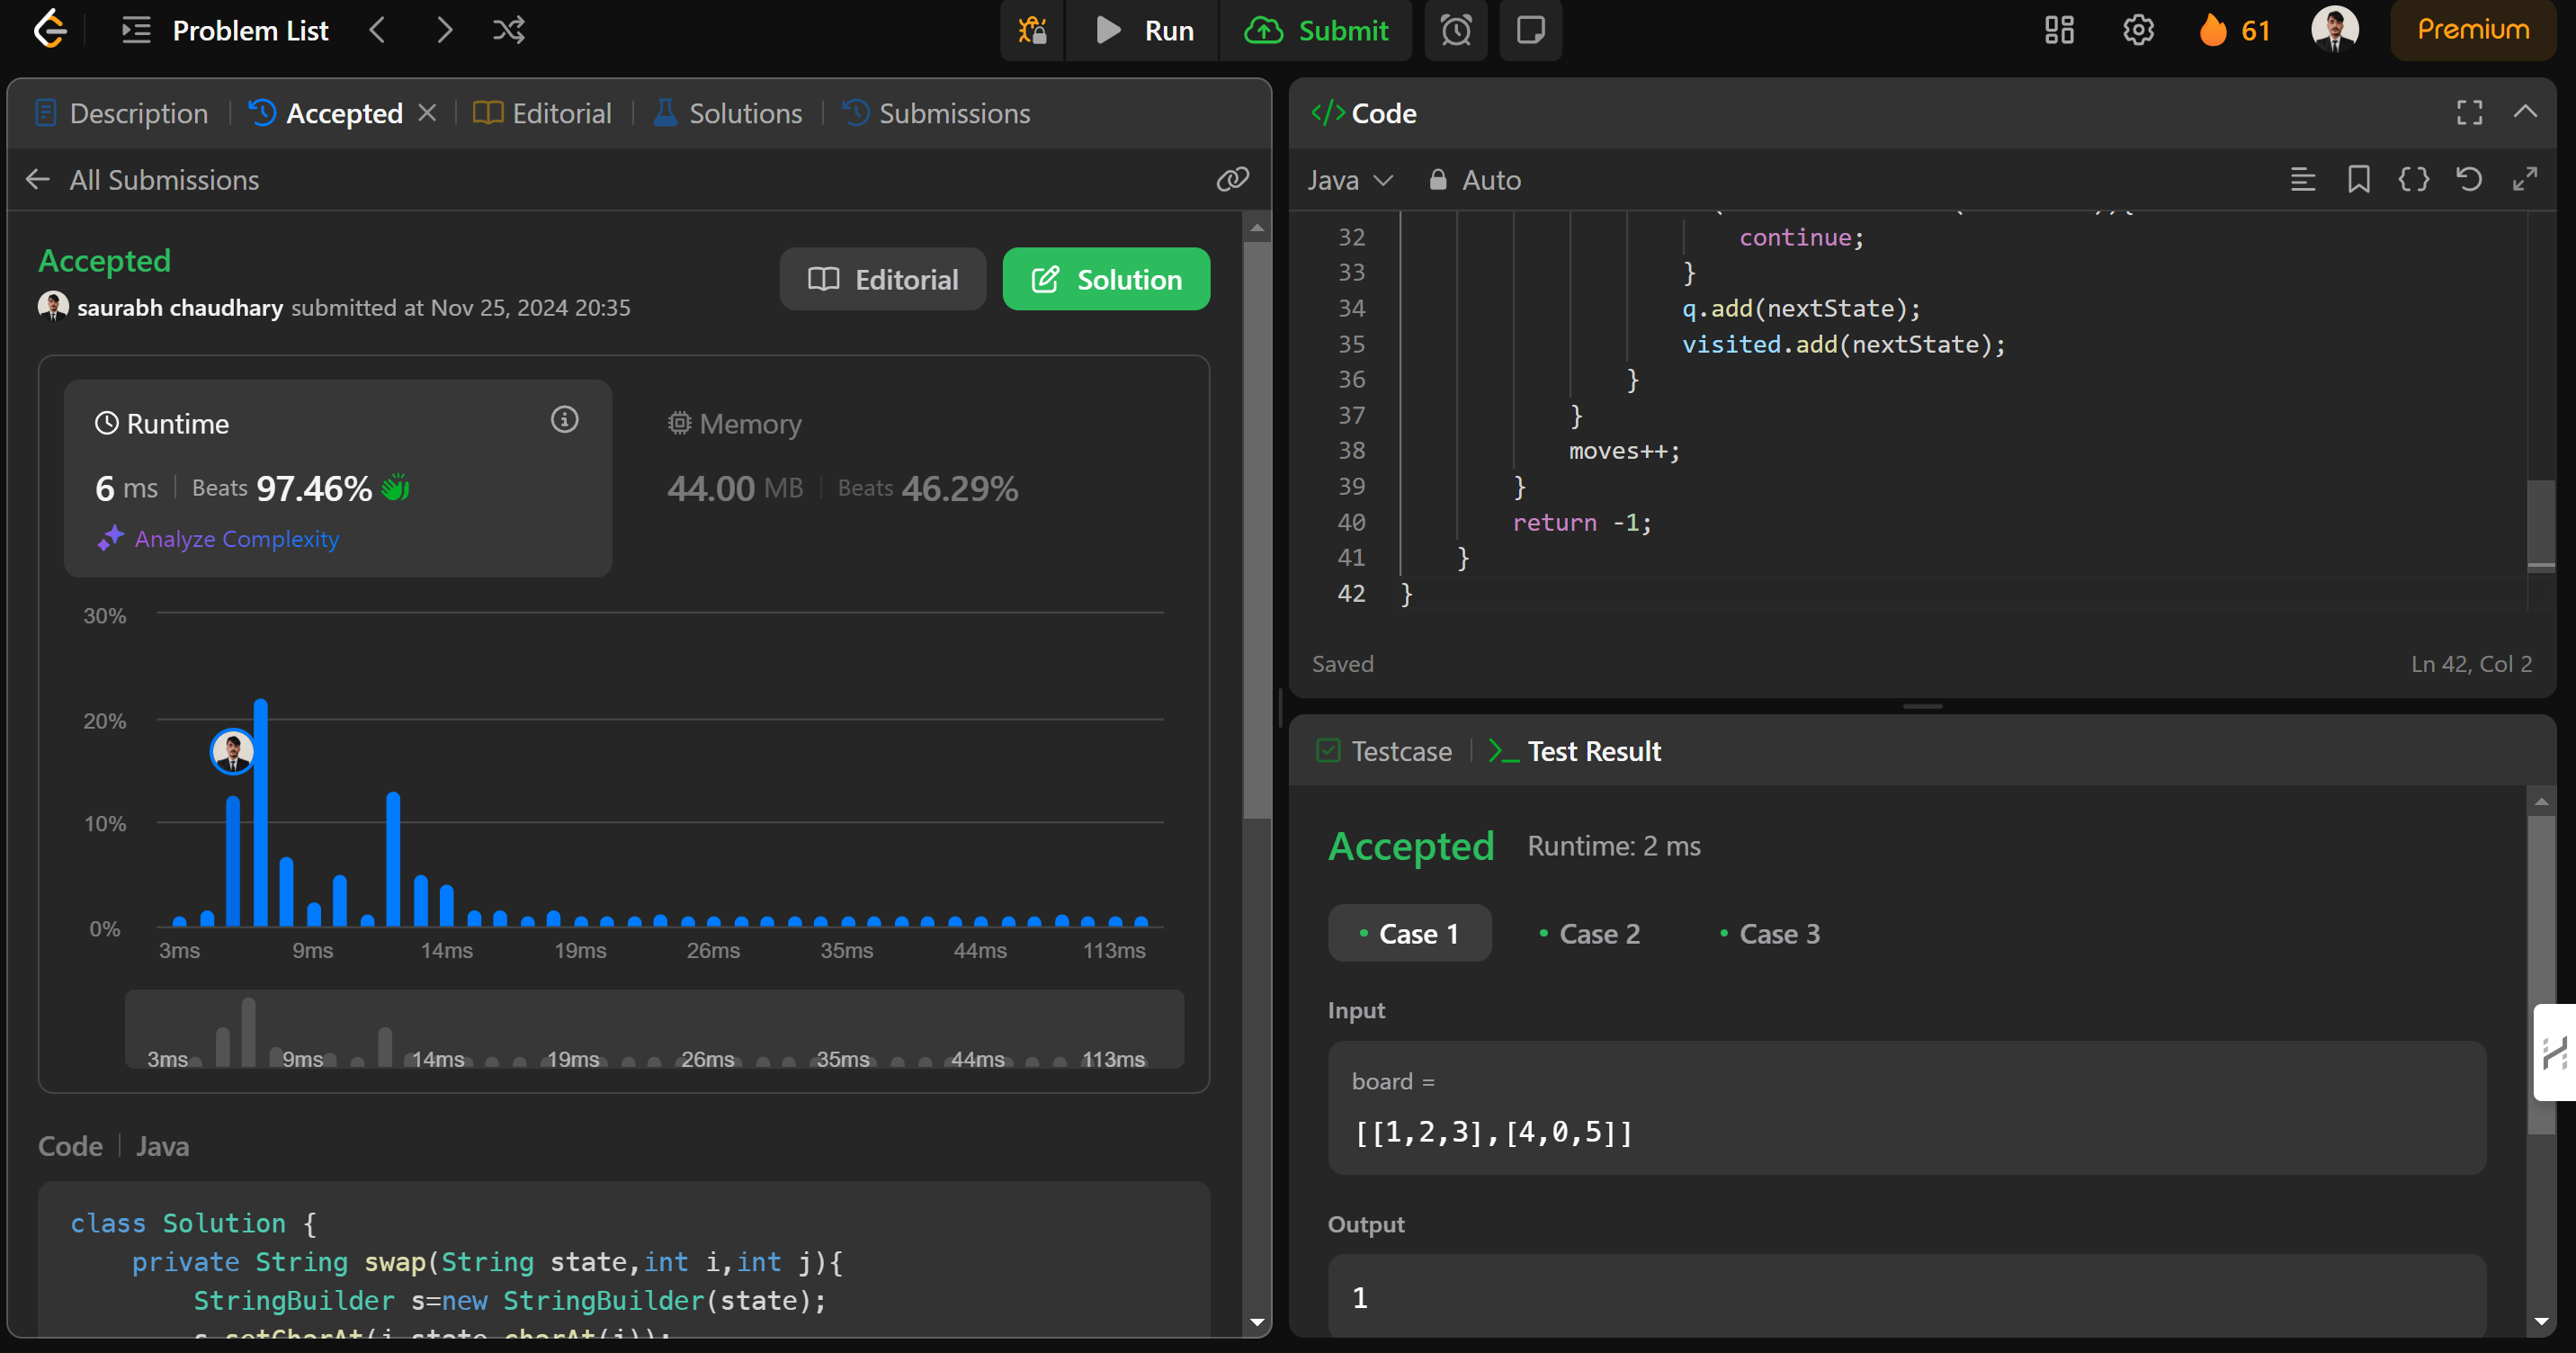 Problem List
Run
Submit
61
Premium
Description
Accepted
Editorial
Solutions
Submissions
All Submissions
Accepted
saurabh chaudhary submitted at Nov 25, 2024 20:35
Editorial
Solution
Runtime
6 ms
Beats 97.46%
Analyze Complexity
Memory
44.00 MB
Beats 46.29%
30%
20%
10%
0%
3ms 9ms 14ms 19ms 26ms 35ms 44ms 113ms
3ms 9ms 14ms 19ms 26ms 35ms 44ms 113ms
Code
Java
class Solution {
private String swap(String state,int i,int j){
StringBuilder s=new StringBuilder(state);
</> Code
Java
Auto
32 continue;
33 }
34 q.add(nextState);
35 visited.add(nextState);
36 }
37 }
38 moves++;
39 }
40 return -1;
41 }
42 }
Saved
Ln 42, Col 2
Testcase
Test Result
Accepted
Runtime: 2 ms
Case 1
Case 2
Case 3
Input
board =
[[1,2,3],[4,0,5]]
Output
1